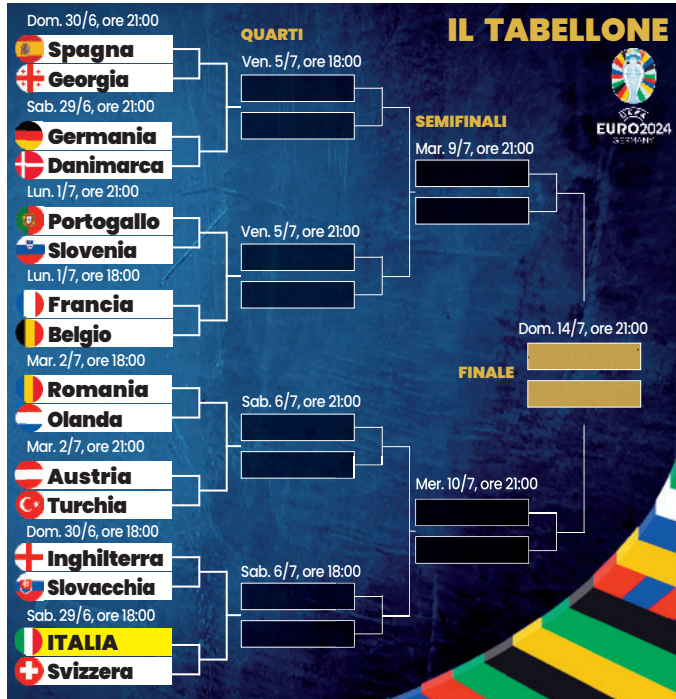 IL TABELLONE
UEFA
EURO2024
GERMANY
Dom. 30/6, ore 21:00
Spagna
Georgia
Sab. 29/6, ore 21:00
Germania
Danimarca
Lun. 1/7, ore 21:00
Portogallo
Slovenia
Lun. 1/7, ore 18:00
Francia
Belgio
Mar. 2/7, ore 18:00
Romania
Olanda
Mar. 2/7, ore 21:00
Austria
Turchia
Dom. 30/6, ore 18:00
Inghilterra
Slovacchia
Sab. 29/6, ore 18:00
ITALIA
Svizzera
QUARTI
Ven. 5/7, ore 18:00
Ven. 5/7, ore 21:00
Sab. 6/7, ore 21:00
Sab. 6/7, ore 18:00
SEMIFINALI
Mar. 9/7, ore 21:00
Mer. 10/7, ore 21:00
Dom. 14/7, ore 21:00
FINALE